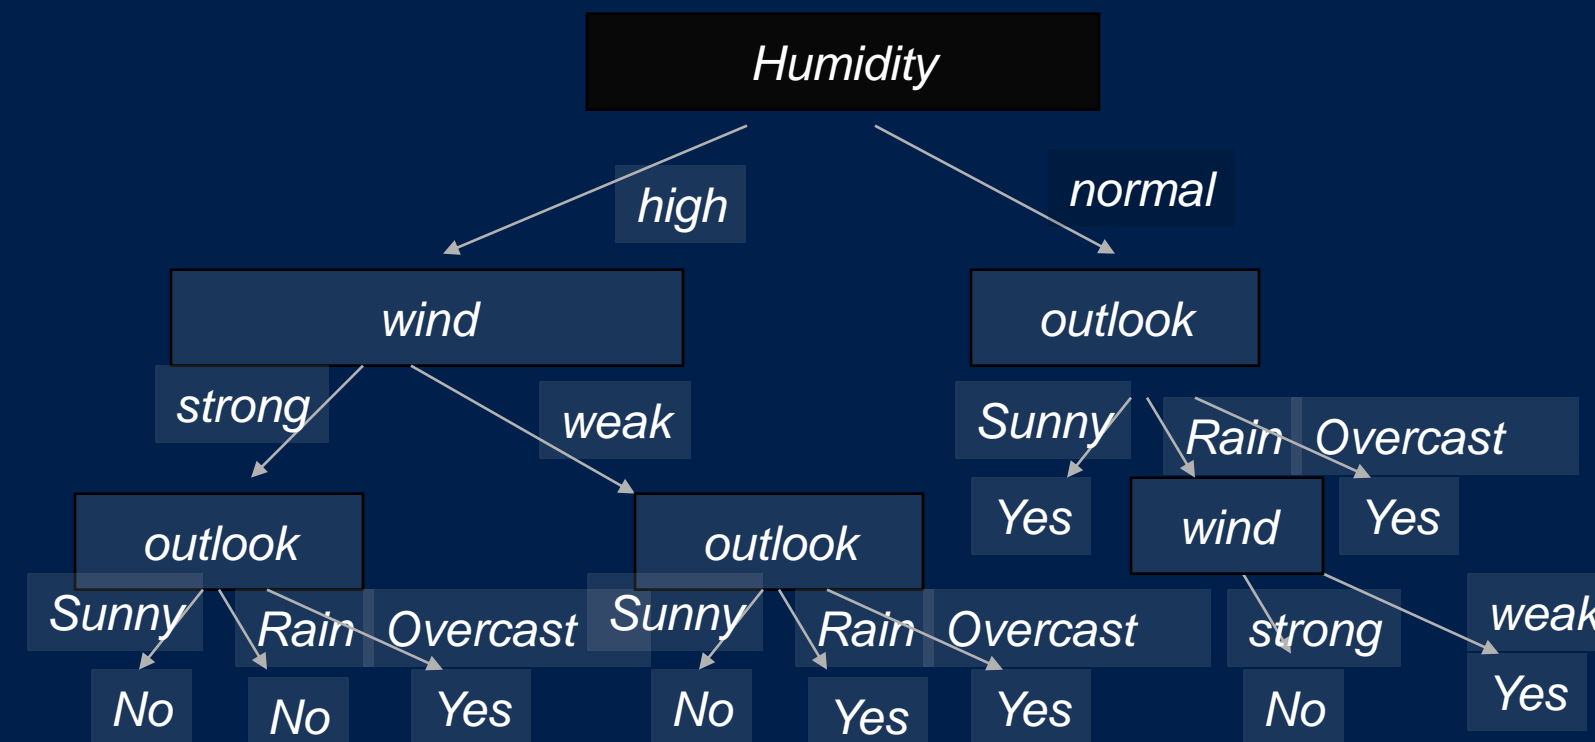 Humidity
high
normal
wind
outlook
strong
weak
Sunny
Rain
Overcast
Yes
wind
Yes
outlook
outlook
Sunny
Rain
Overcast
Sunny
Rain
Overcast
strong
weak
No
No
Yes
No
Yes
Yes
No
Yes